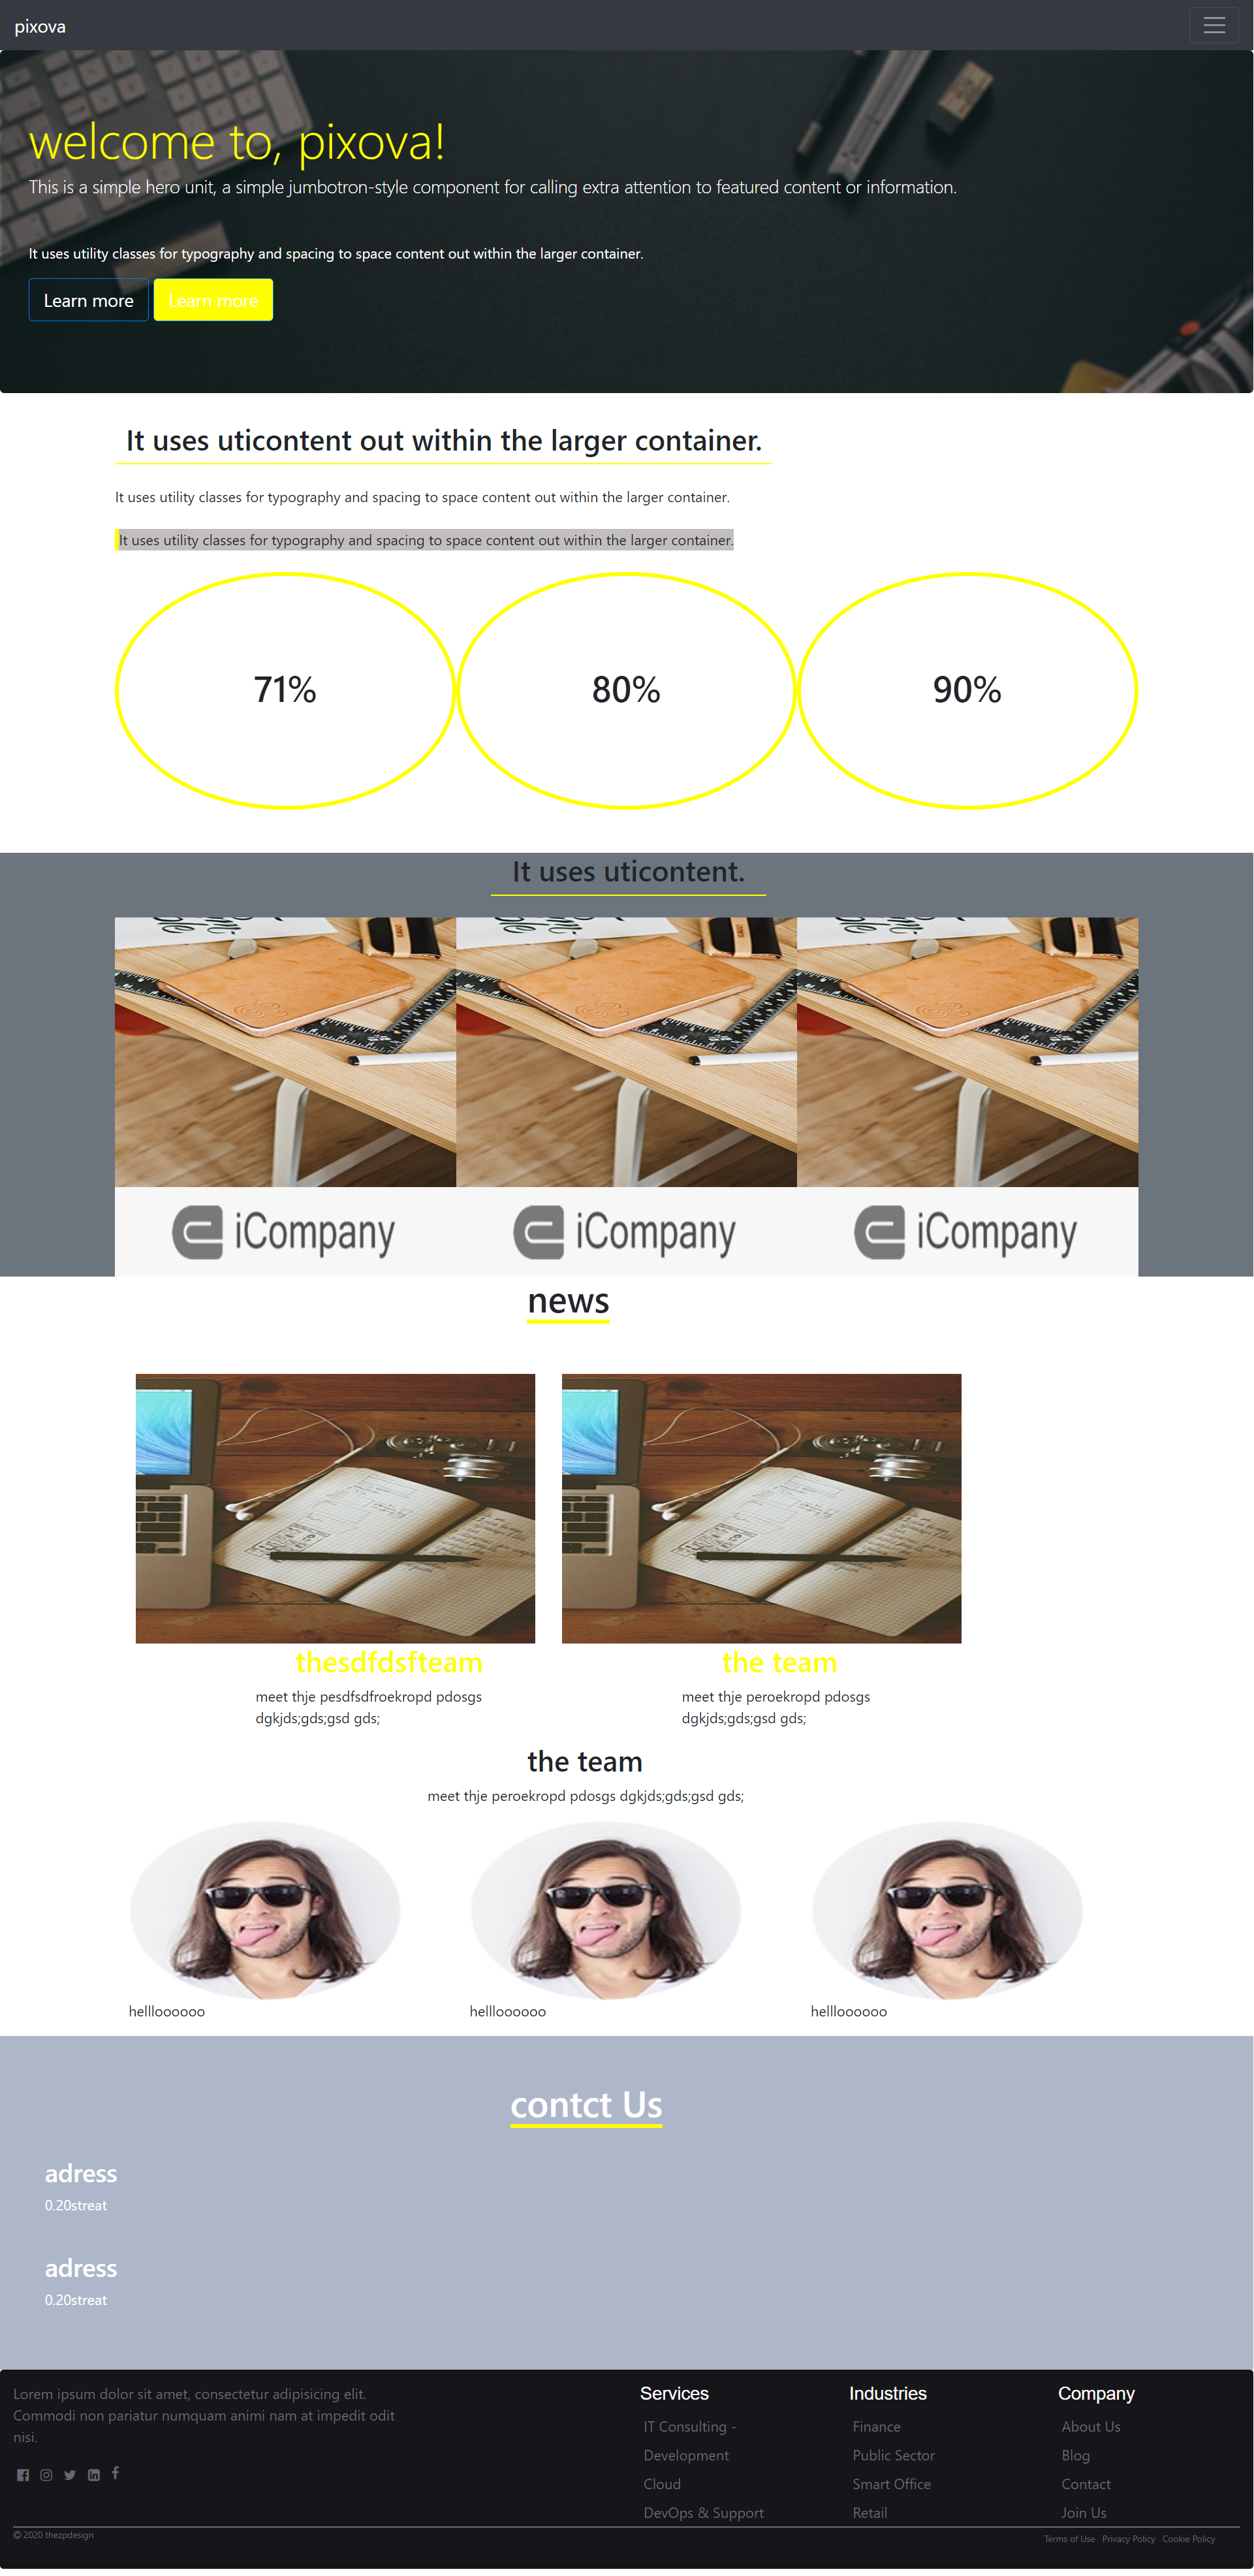 pixova
welcome to, pixova!
This is a simple hero unit, a simple jumbotron-style component for calling extra attention to featured content or information.
It uses utility classes for typography and spacing to space content out within the larger container.
Learn more Learn more
It uses uticontent out within the larger container.
It uses utility classes for typography and spacing to space content out within the larger container.
It uses utility classes for typography and spacing to space content out within the larger container.
71% 80% 90%
It uses uticontent.
iCompany iCompany iCompany
news
thesdfdsfteam
meet thje pesdfsdfroekropd pdosgs
dgkjds;gds;gsd gds;
the team
meet thje peroekropd pdosgs
dgkjds;gds;gsd gds;
the team
meet thje peroekropd pdosgs dgkjds;gds;gsd gds;
hellloooooo hellloooooo hellloooooo
contct Us
adress
0.20streat
adress
0.20streat
Lorem ipsum dolor sit amet, consectetur adipisicing elit.
Commodi non pariatur numquam animi nam at impedit odit
nisi.
Services
IT Consulting -
Development
Cloud
DevOps & Support
Industries
Finance
Public Sector
Smart Office
Retail
Company
About Us
Blog
Contact
Join Us
© 2020 thezpdesign
Terms of Use Privacy Policy Cookie Policy